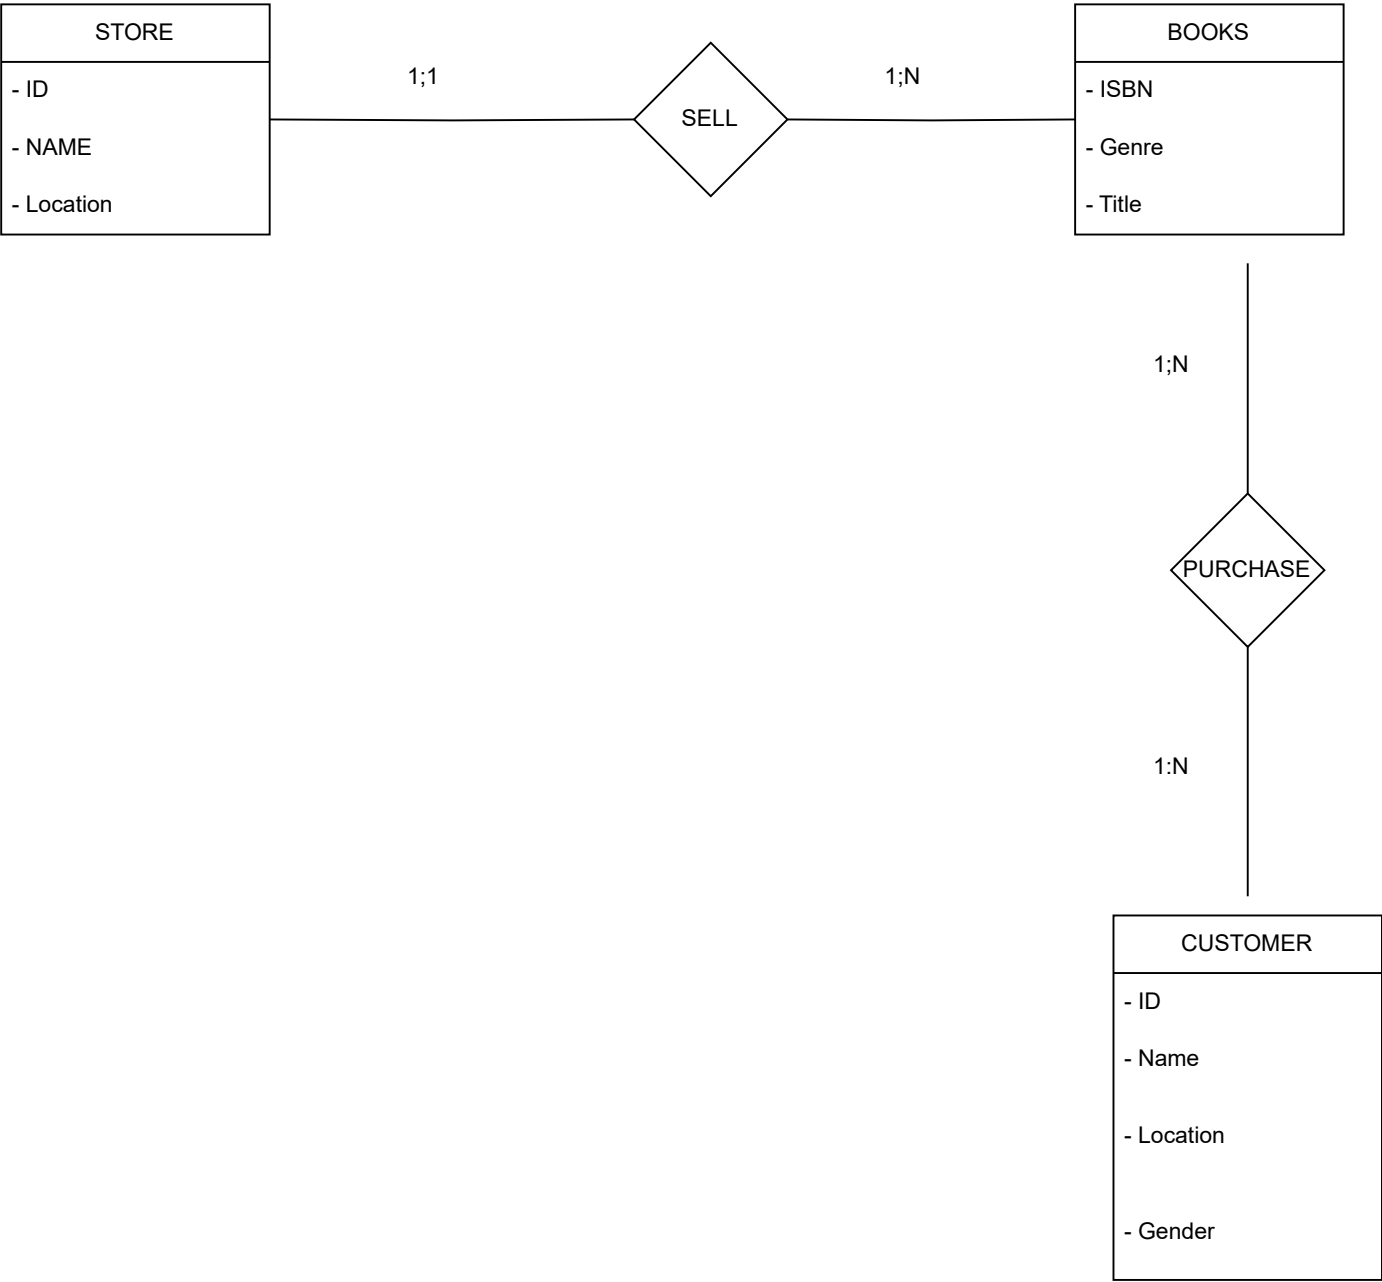 STORE
- ID
- NAME
- Location
1;1
SELL
1;N
BOOKS
- ISBN
- Genre
- Title
1;N
PURCHASE
1:N
CUSTOMER
- ID
- Name
- Location
- Gender